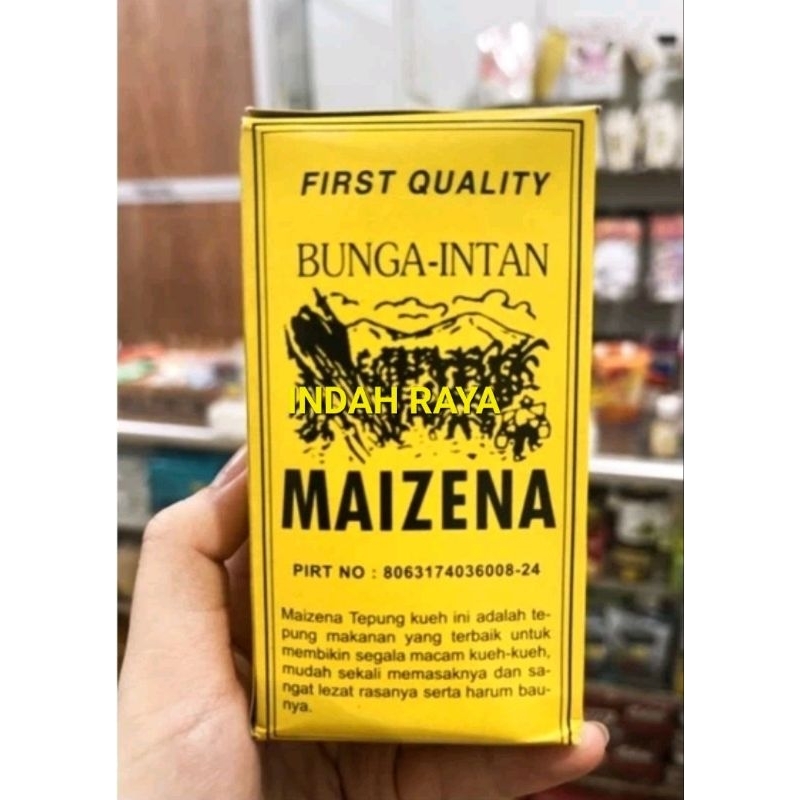 FIRST QUALITY
BUNGA-INTAN
INDAH RAYA
MAIZENA
PIRT NO : 8063174036008-24
Maizena Tepung kueh ini adalah te-
pung makanan yang terbaik untuk
membikin segala macam kueh-kueh,
mudah sekali memasaknya dan sa-
ngat lezat rasanya serta harum bau-
nya.